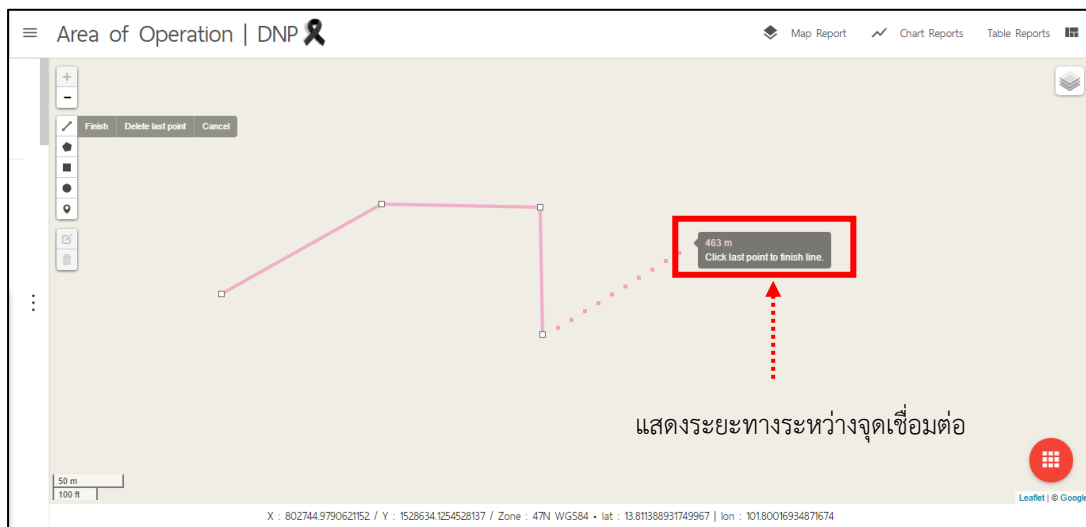 Area of Operation | DNP
Map Report
Chart Reports
Table Reports
+
-
Finish
Delete last point
Cancel
463 m
Click last point to finish line.
แสดงระยะทางระหว่างจุดเชื่อมต่อ
50 m
100 ft
Leaflet | © Google
X : 802744.9790621152 / Y : 1528634.1254528137 / Zone : 47N WGS84 • lat : 13.811388931749967 | lon : 101.80016934871674